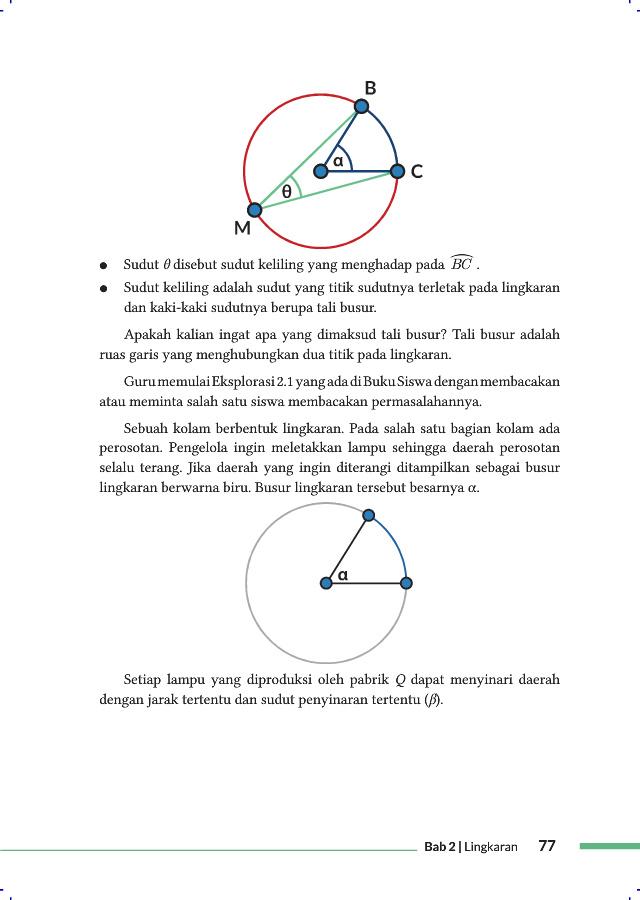 B
α
C
θ
M
● Sudut θ disebut sudut keliling yang menghadap pada BC .
● Sudut keliling adalah sudut yang titik sudutnya terletak pada lingkaran
dan kaki-kaki sudutnya berupa tali busur.
Apakah kalian ingat apa yang dimaksud tali busur? Tali busur adalah
ruas garis yang menghubungkan dua titik pada lingkaran.
Guru memulai Eksplorasi 2.1 yang ada di Buku Siswa dengan membacakan
atau meminta salah satu siswa membacakan permasalahannya.
Sebuah kolam berbentuk lingkaran. Pada salah satu bagian kolam ada
perosotan. Pengelola ingin meletakkan lampu sehingga daerah perosotan
selalu terang. Jika daerah yang ingin diterangi ditampilkan sebagai busur
lingkaran berwarna biru. Busur lingkaran tersebut besarnya α.
α
Setiap lampu yang diproduksi oleh pabrik Q dapat menyinari daerah
dengan jarak tertentu dan sudut penyinaran tertentu (β).
Bab 2 | Lingkaran 77